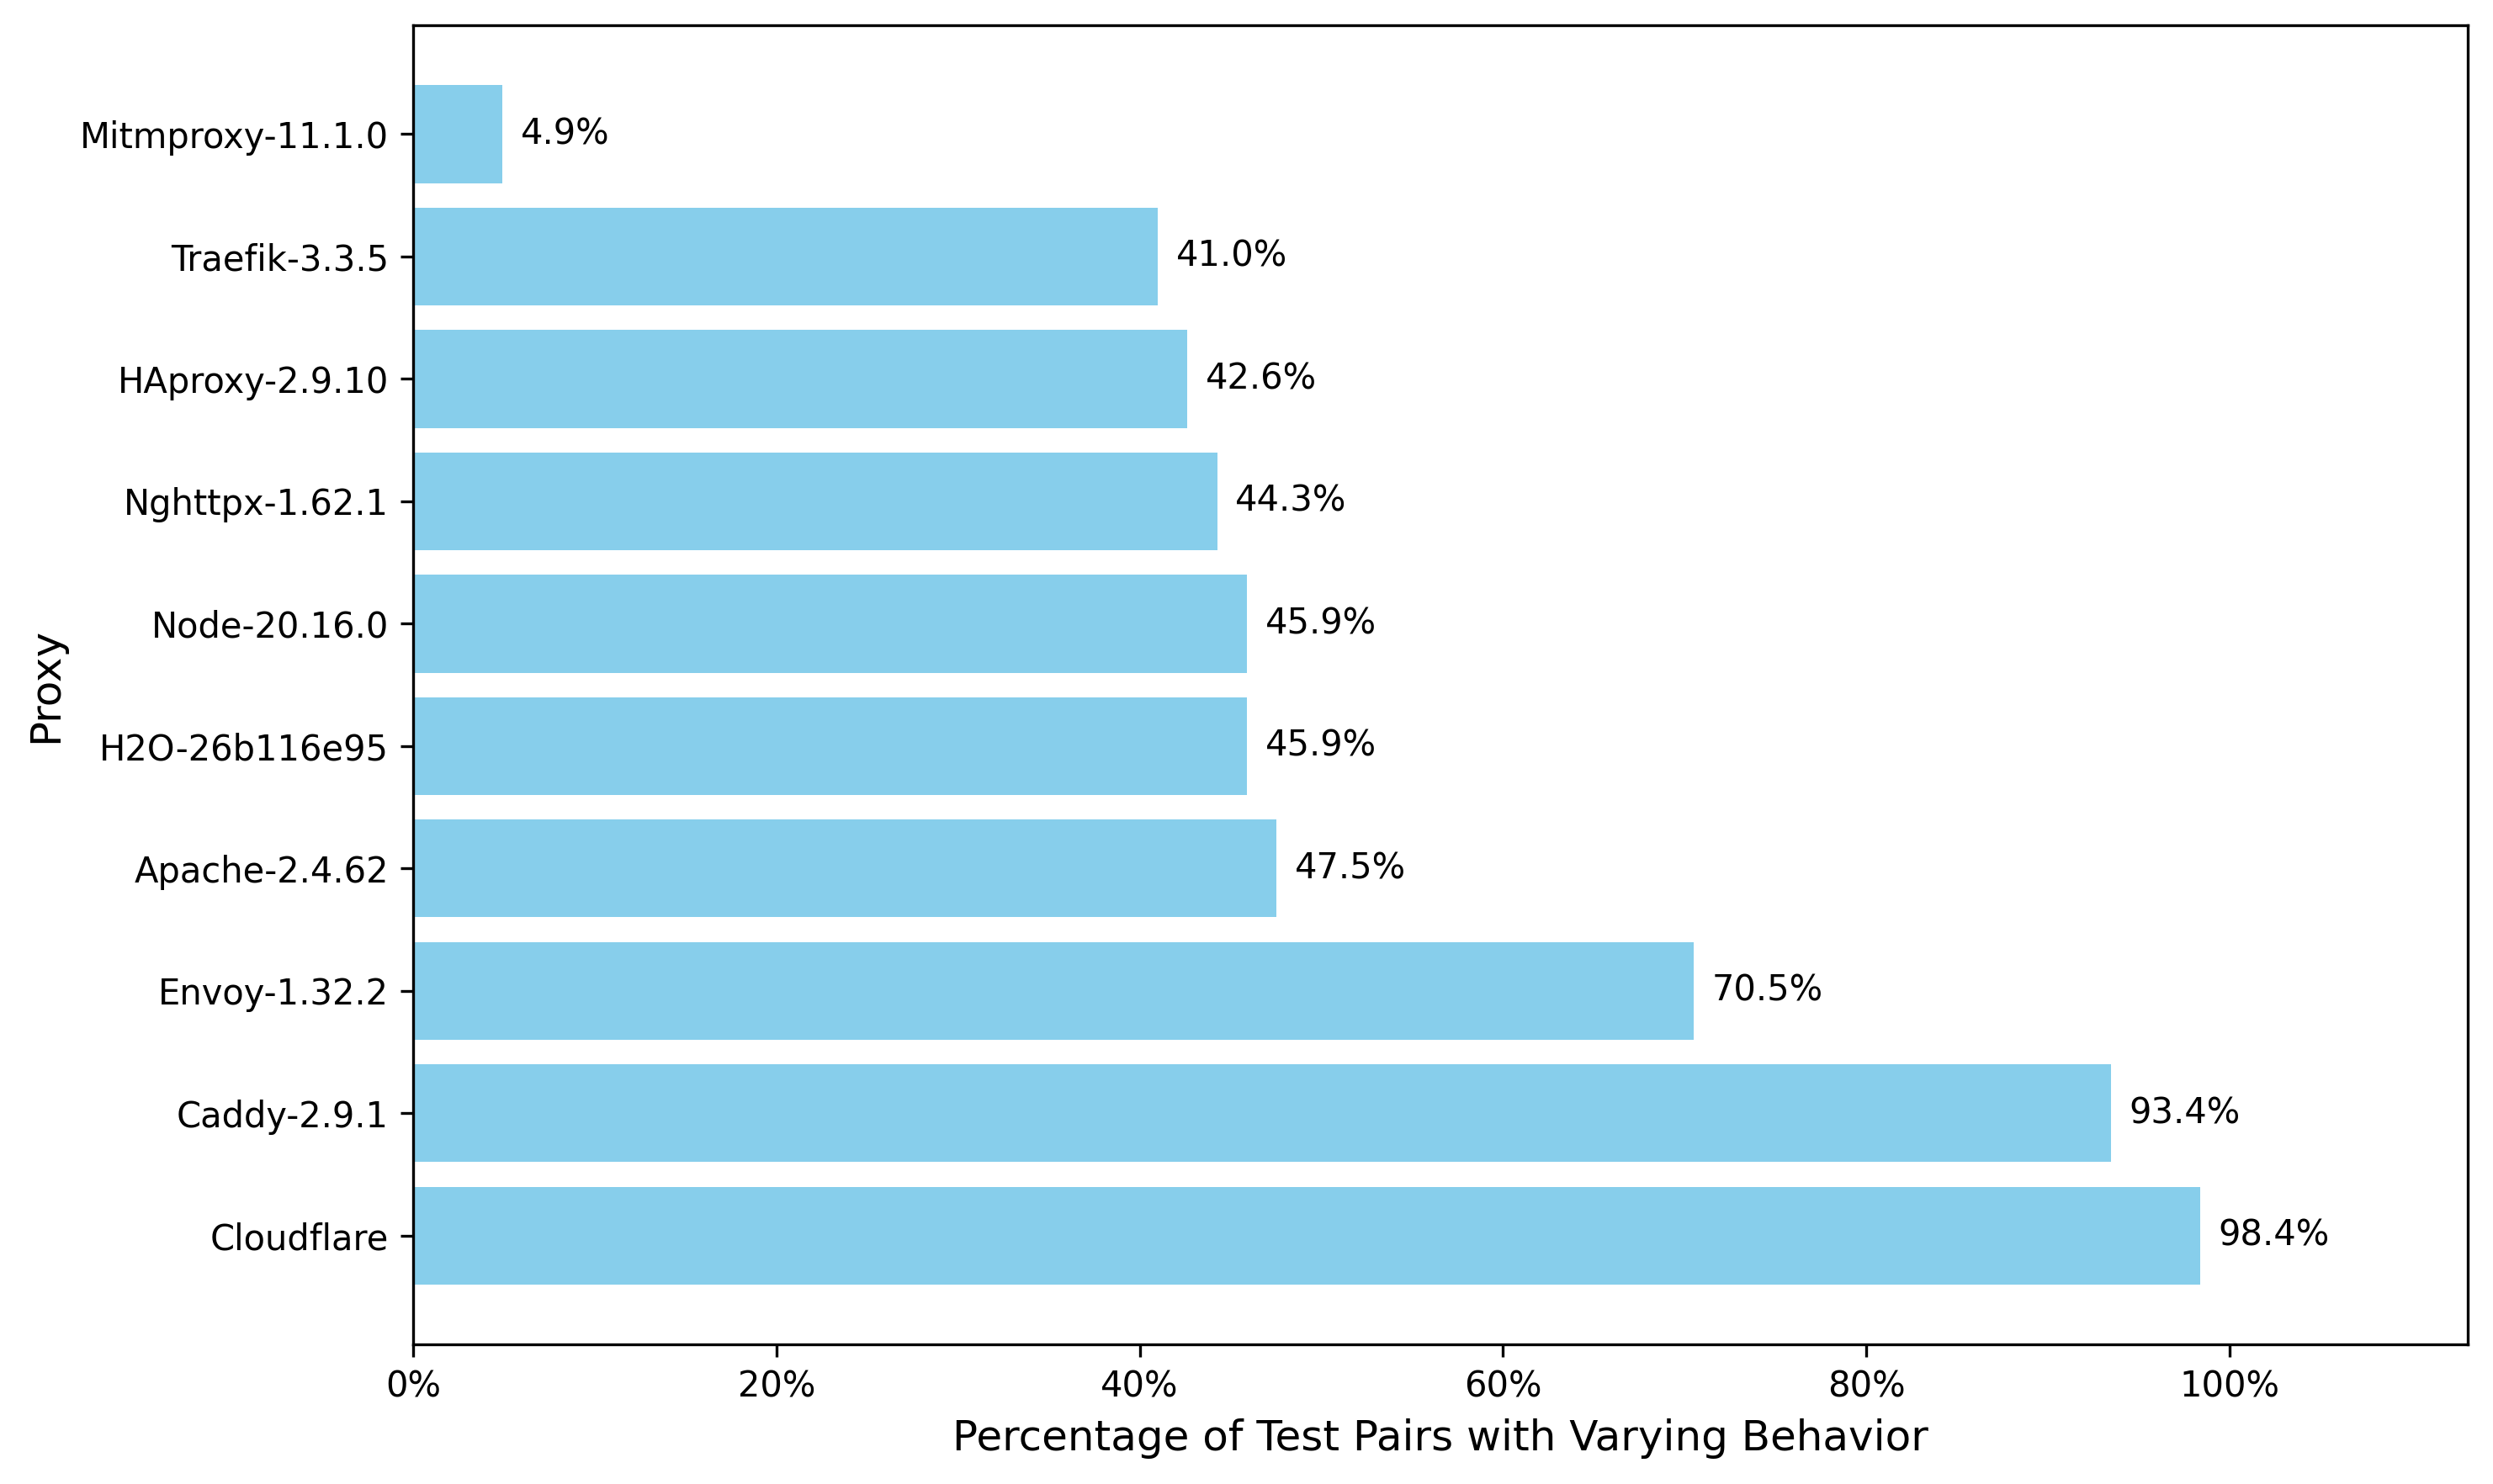 Proxy
Mitmproxy-11.1.0 4.9%
Traefik-3.3.5 41.0%
HAproxy-2.9.10 42.6%
Nghttpx-1.62.1 44.3%
Node-20.16.0 45.9%
H2O-26b116e95 45.9%
Apache-2.4.62 47.5%
Envoy-1.32.2 70.5%
Caddy-2.9.1 93.4%
Cloudflare 98.4%
0% 20% 40% 60% 80% 100%
Percentage of Test Pairs with Varying Behavior